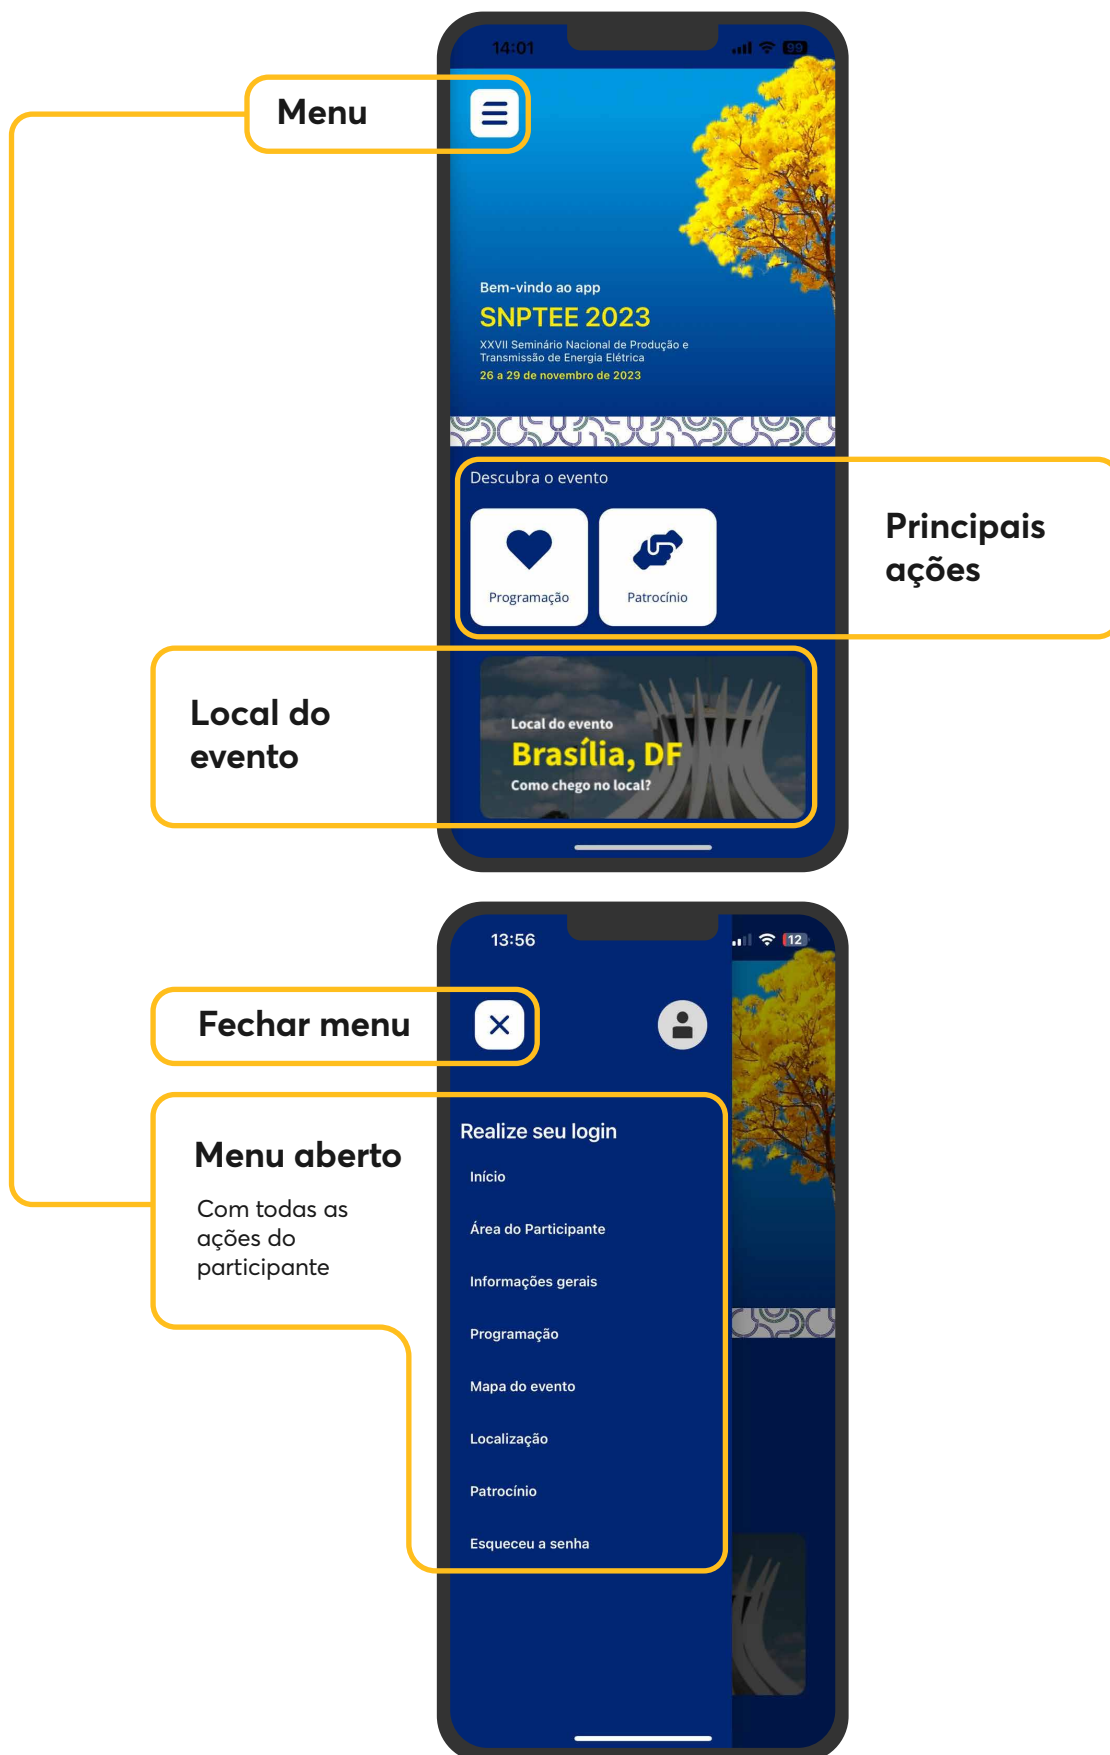 14:01
99
Menu
Bem-vindo ao app
SNPTEE 2023
XXVII Seminário Nacional de Produção e
Transmissão de Energia Elétrica
26 a 29 de novembro de 2023
Descubra o evento
Programação
Patrocínio
Principais
ações
Local do
evento
Local do evento
Brasília, DF
Como chego no local?
13:56
12
Fechar menu
Menu aberto
Com todas as
ações do
participante
Realize seu login
Início
Área do Participante
Informações gerais
Programação
Mapa do evento
Localização
Patrocínio
Esqueceu a senha